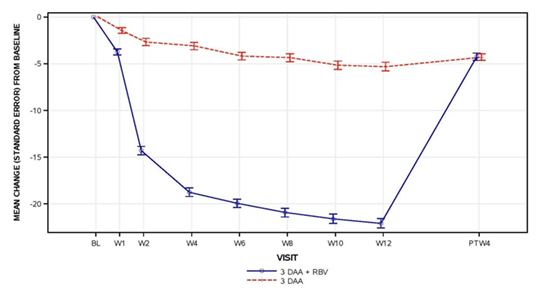 MEAN CHANGE (STANDARD ERROR) FROM BASELINE
0
-5
-10
-15
-20
BL W1 W2 W4 W6 W8 W10 W12 PTW4
VISIT
3 DAA + RBV
3 DAA